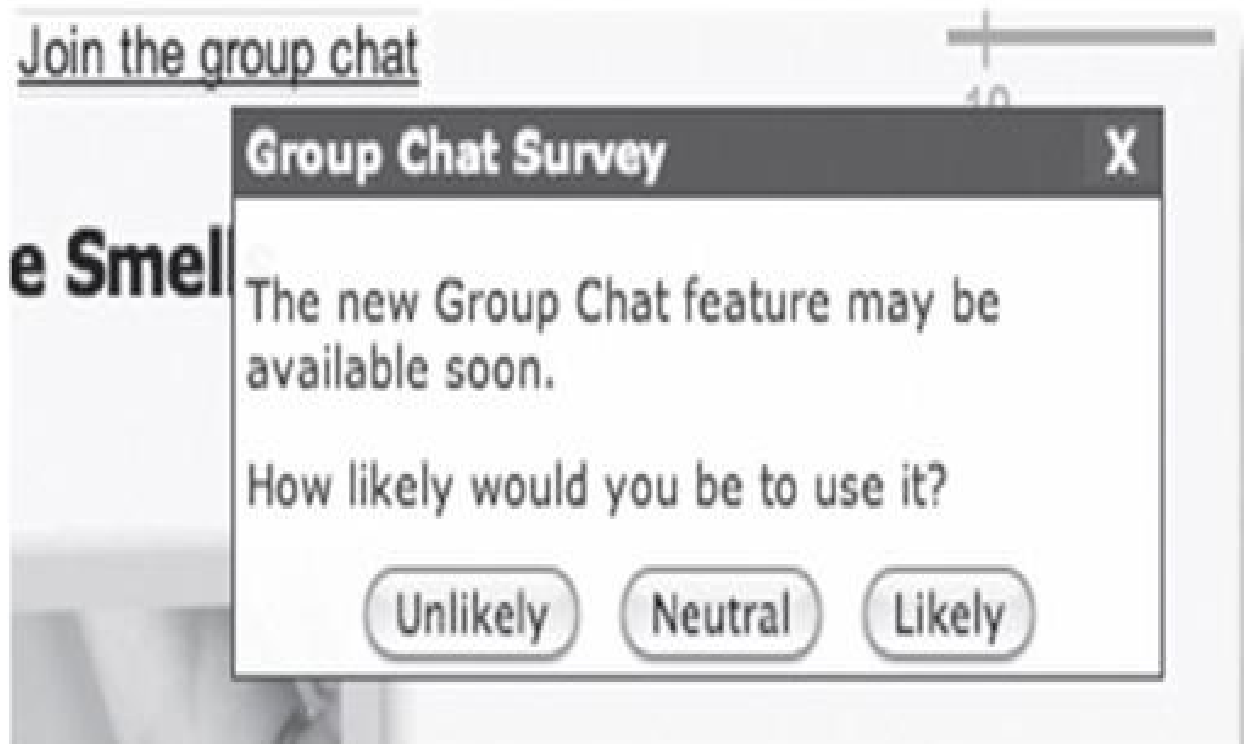 Join the group chat
10
Group Chat Survey X
e Smell
The new Group Chat feature may be
available soon.
How likely would you be to use it?
Unlikely Neutral Likely